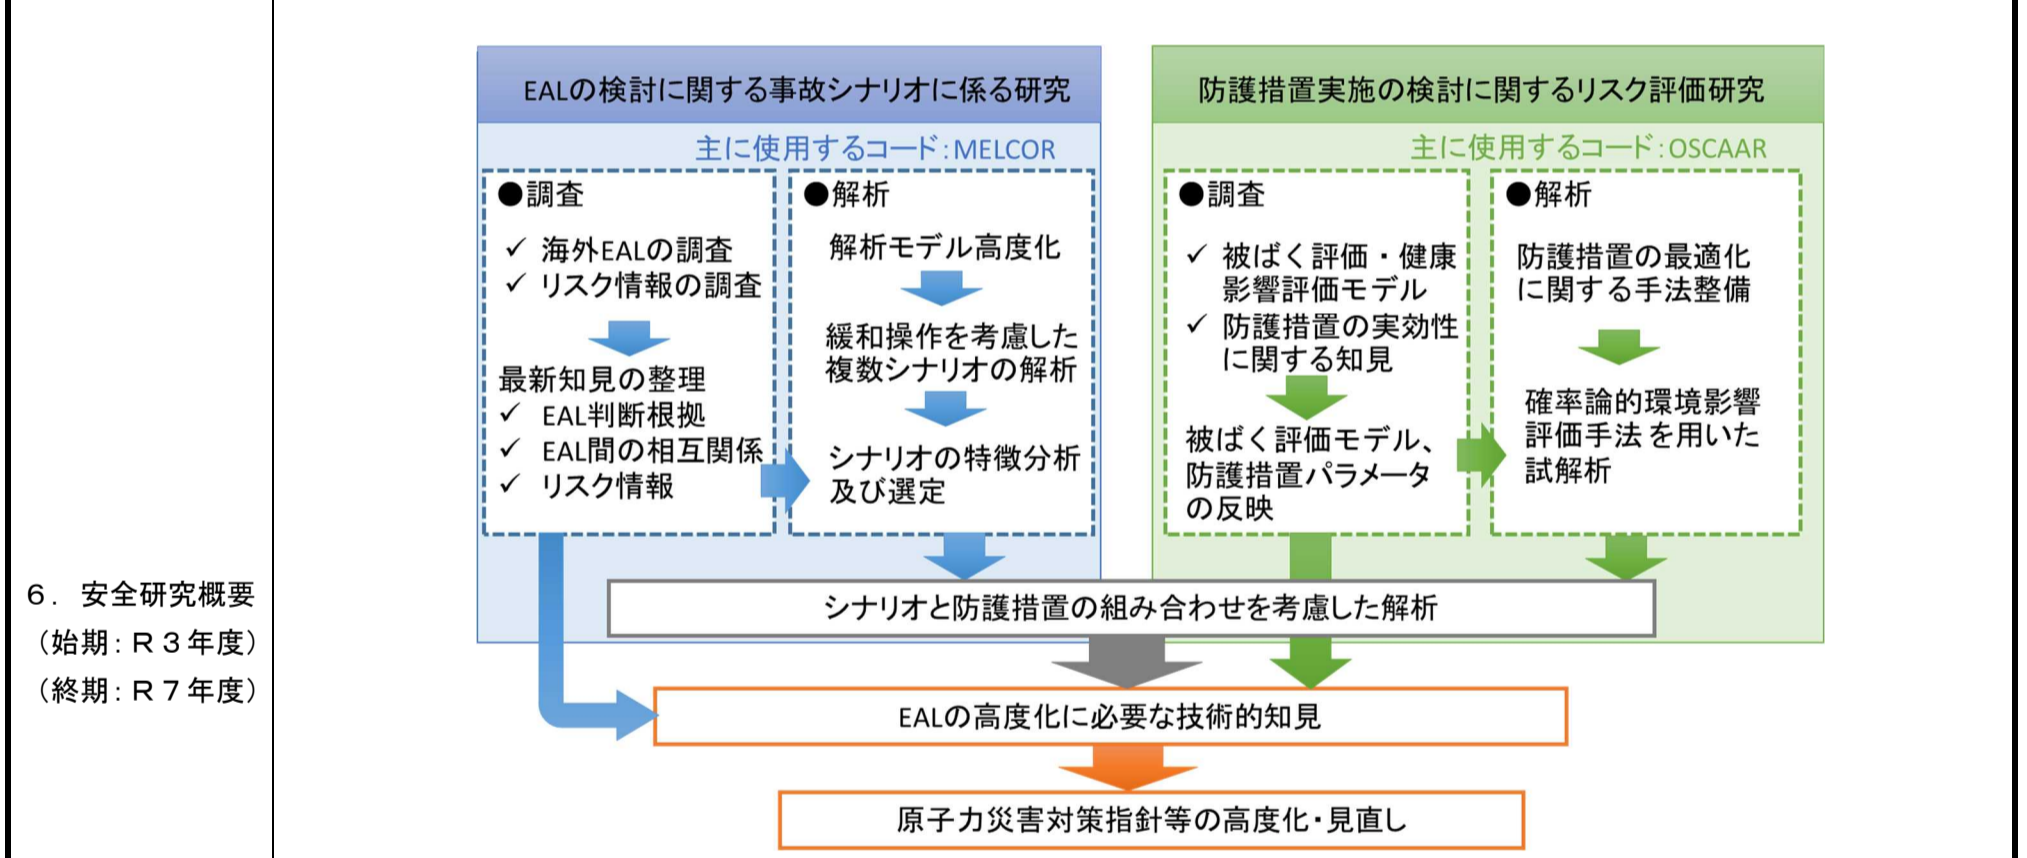 6．安全研究概要
（始期：R3年度）
（終期：R7年度）
EALの検討に関する事故シナリオに係る研究
主に使用するコード：MELCOR
●調査
✓ 海外EALの調査
✓ リスク情報の調査
最新知見の整理
✓ EAL判断根拠
✓ EAL間の相互関係
✓ リスク情報
●解析
解析モデル高度化
緩和操作を考慮した
複数シナリオの解析
シナリオの特徴分析
及び選定
防護措置実施の検討に関するリスク評価研究
主に使用するコード：OSCAAR
●調査
✓ 被ばく評価・健康
影響評価モデル
✓ 防護措置の実効性
に関する知見
被ばく評価モデル、
防護措置パラメータ
の反映
●解析
防護措置の最適化
に関する手法整備
確率論的環境影響
評価手法を用いた
試解析
シナリオと防護措置の組み合わせを考慮した解析
EALの高度化に必要な技術的知見
原子力災害対策指針等の高度化・見直し